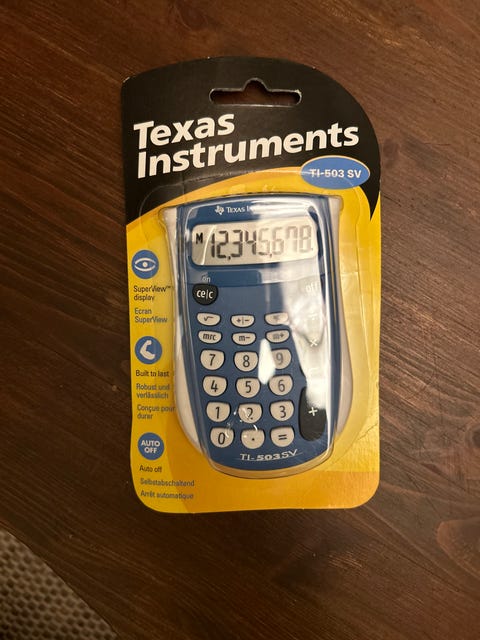 Texas
Instruments
TI-503 SV
TEXAS
M 12,345,678.
on
off
ce|c
√ +|− %
mrc m− m+
×
7 8 9
4 5 6
1 2 3 +
0 . =
TI-503SV
SuperView™
display
Ecran
SuperView
Built to last
Robust und
verlässlich
Conçue pour
durer
AUTO
OFF
Auto off
Selbstabschaltend
Arrêt automatique